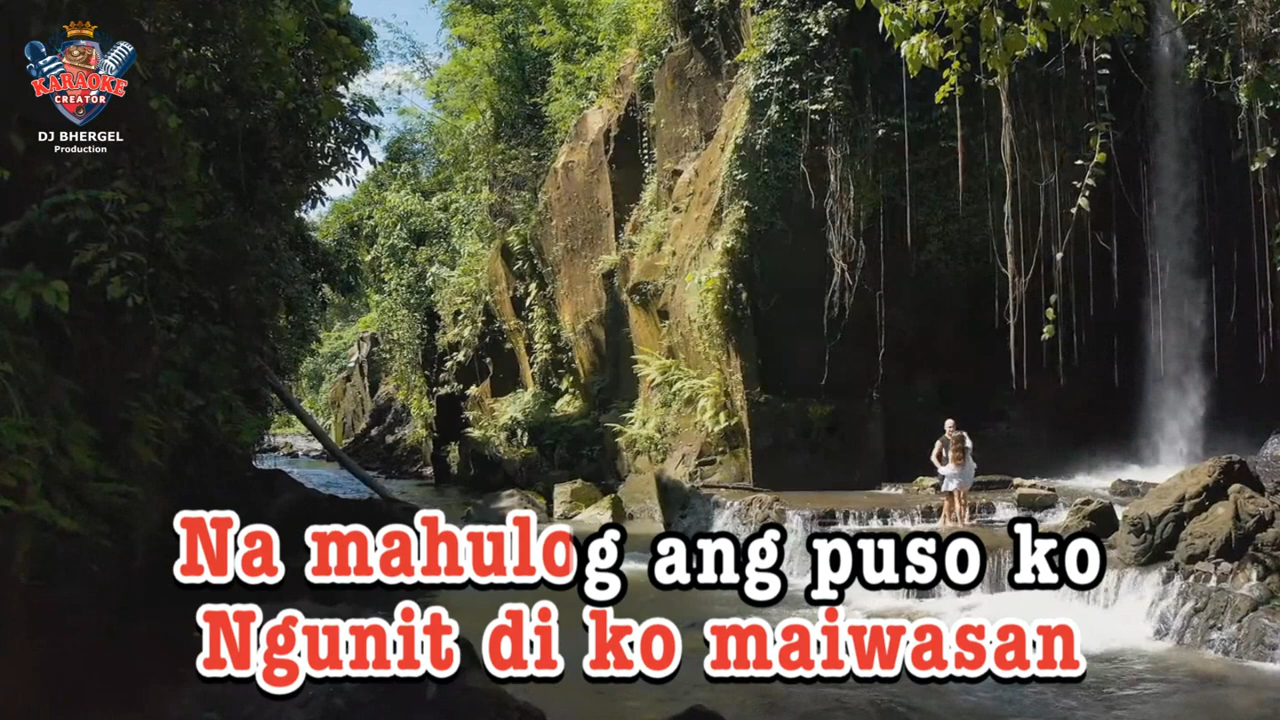 KARAOKE
CREATOR
DJ BHERGEL
Production
Na mahulog ang puso ko
Ngunit di ko maiwasan